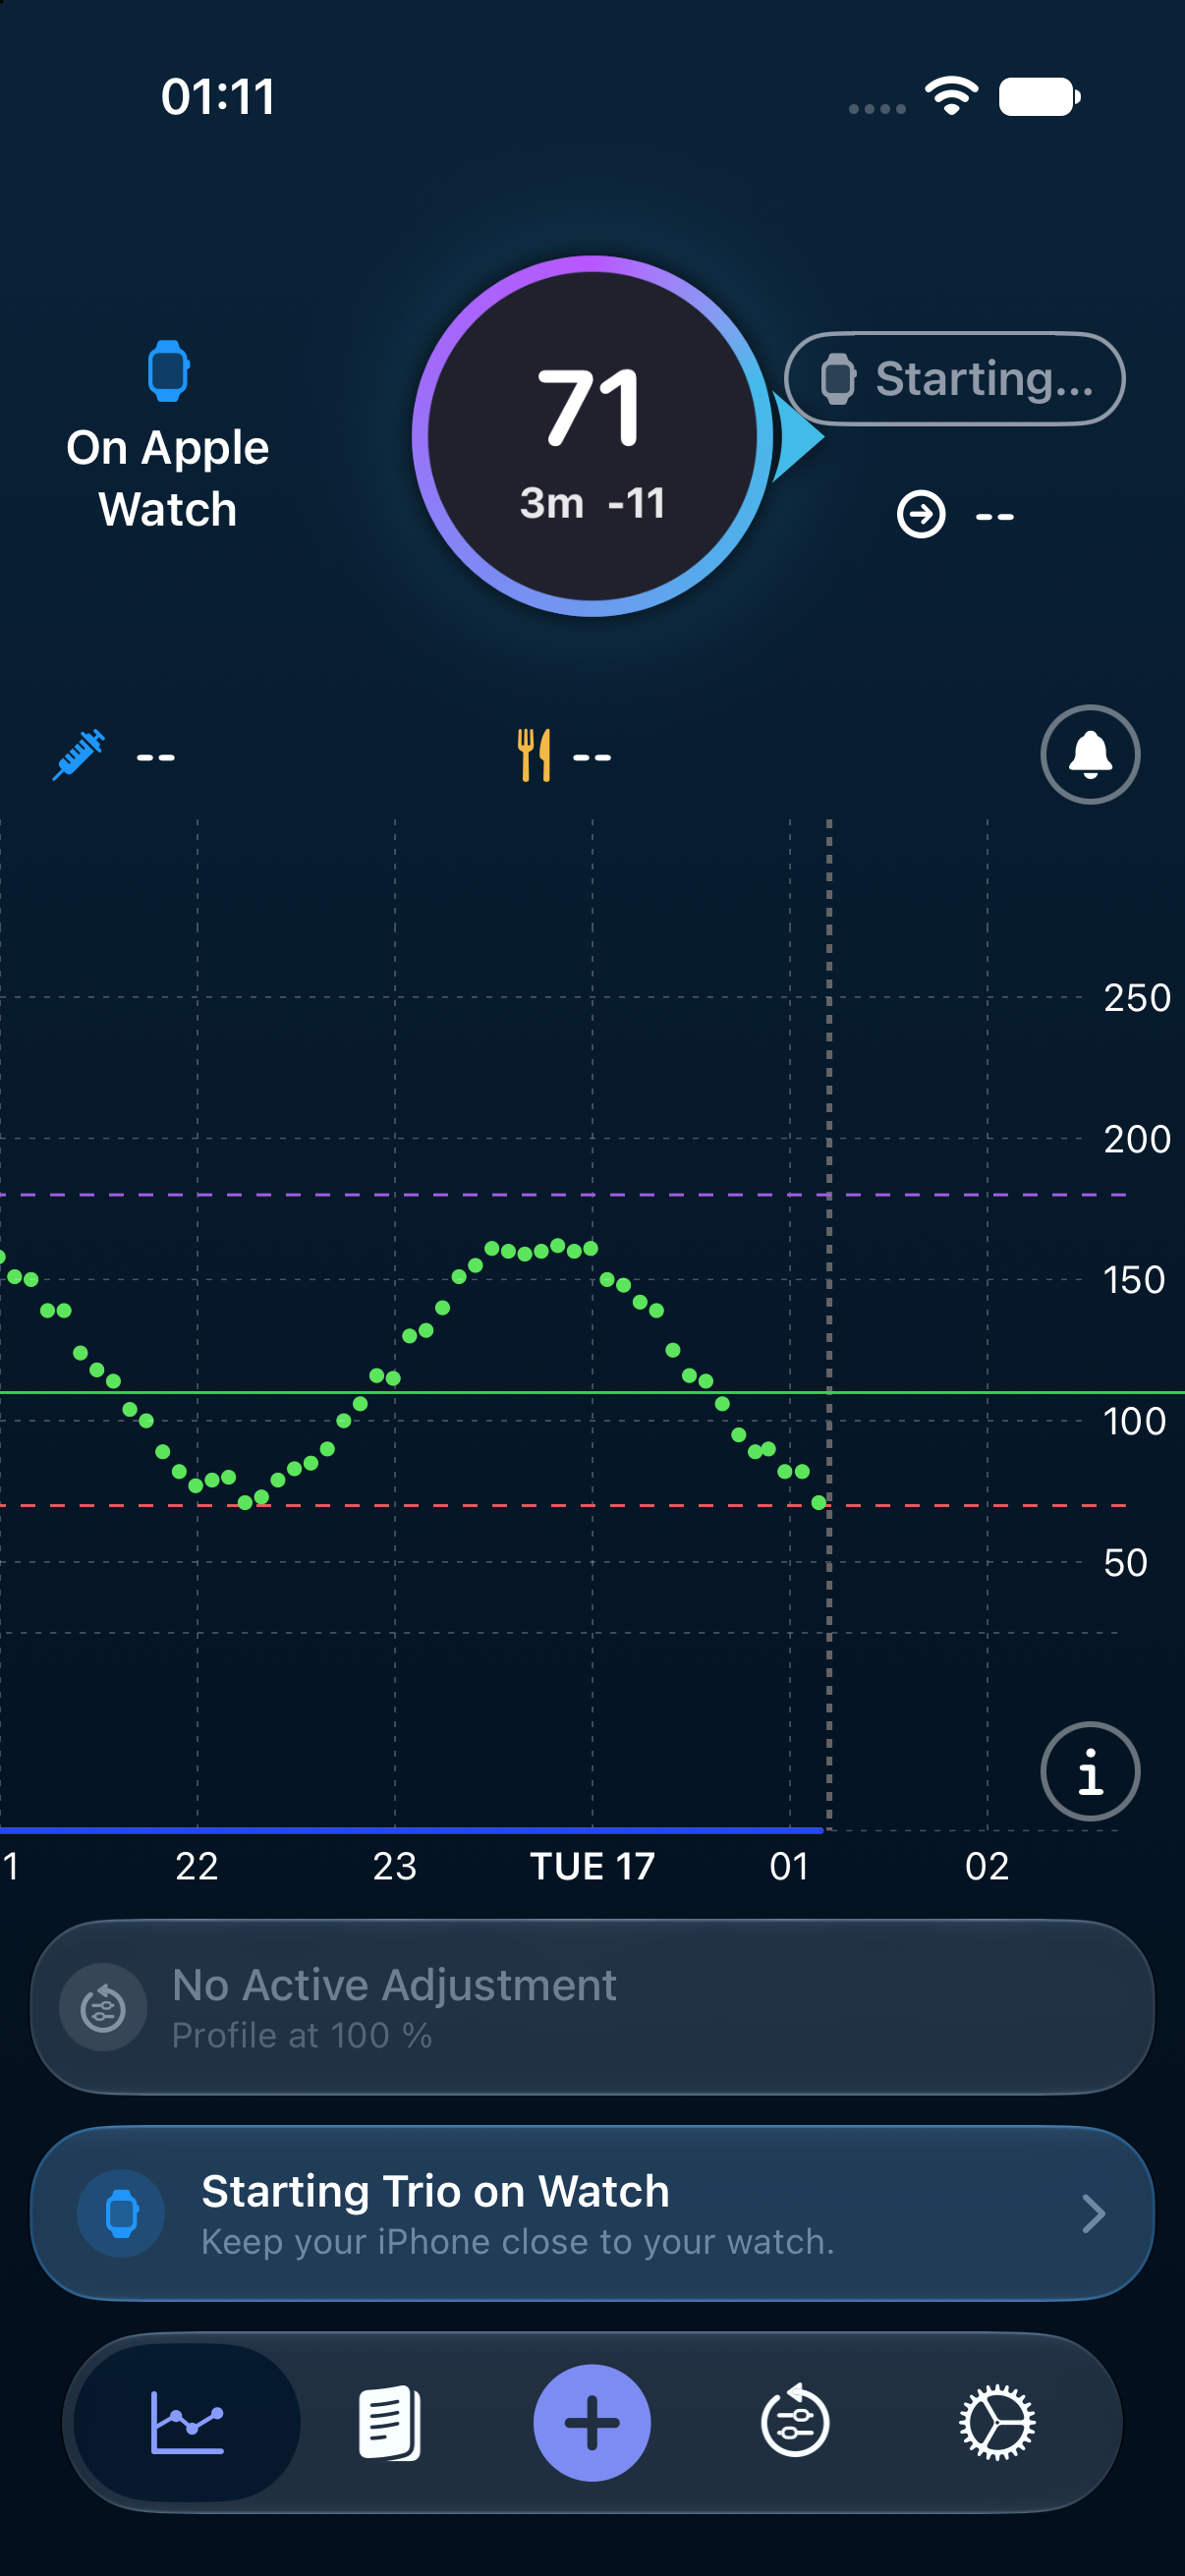 01:11
On Apple
Watch
71
3m -11
Starting...
--
--
--
250
200
150
100
50
1 22 23 TUE 17 01 02
No Active Adjustment
Profile at 100 %
Starting Trio on Watch
Keep your iPhone close to your watch.